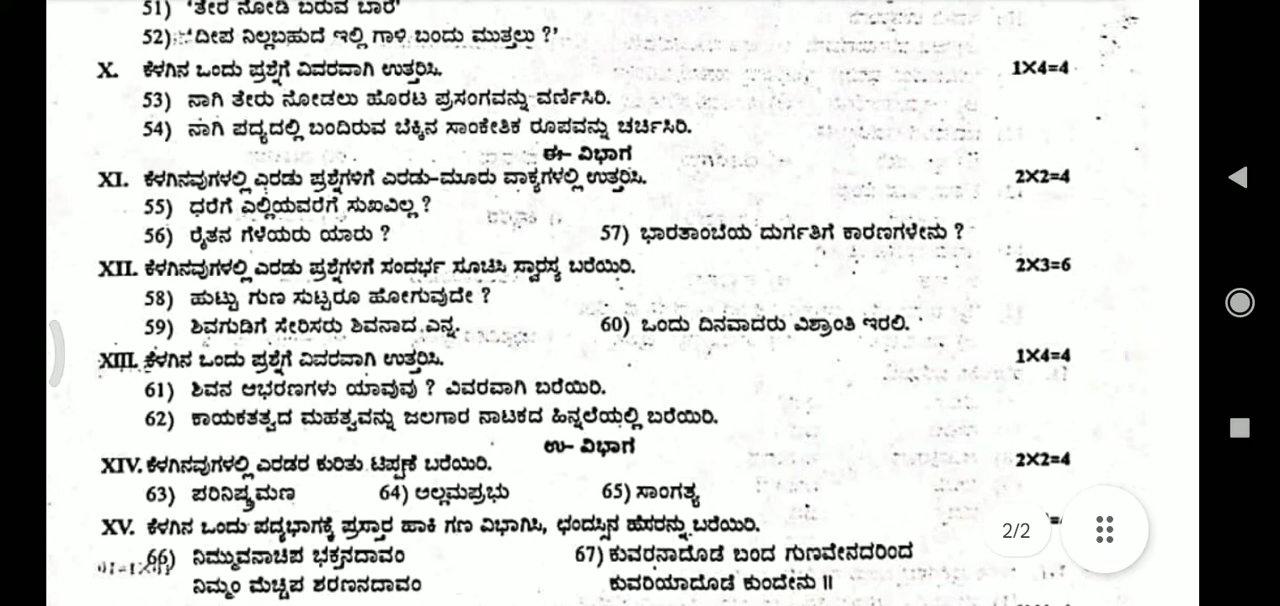 51) 'ತೇರ ನೋಡಿ ಬರುವ ಬಾರೆ'
52) 'ದೀಪ ನಿಲ್ಲಬಹುದೆ ಇಲ್ಲಿ ಗಾಳಿ ಬಂದು ಮುತ್ತಲು ?'
X. ಕೆಳಗಿನ ಒಂದು ಪ್ರಶ್ನೆಗೆ ವಿವರವಾಗಿ ಉತ್ತರಿಸಿ. 1X4=4
53) ನಾಗಿ ತೇರು ನೋಡಲು ಹೊರಟ ಪ್ರಸಂಗವನ್ನು ವರ್ಣಿಸಿರಿ.
54) ನಾಗಿ ಪದ್ಯದಲ್ಲಿ ಬಂದಿರುವ ಬೆಕ್ಕಿನ ಸಾಂಕೇತಿಕ ರೂಪವನ್ನು ಚರ್ಚಿಸಿರಿ.
ಈ- ವಿಭಾಗ
XI. ಕೆಳಗಿನವುಗಳಲ್ಲಿ ಎರಡು ಪ್ರಶ್ನೆಗಳಿಗೆ ಎರಡು-ಮೂರು ವಾಕ್ಯಗಳಲ್ಲಿ ಉತ್ತರಿಸಿ. 2X2=4
55) ಧರೆಗೆ ಎಲ್ಲಿಯವರೆಗೆ ಸುಖವಿಲ್ಲ ?
56) ರೈತನ ಗೆಳೆಯರು ಯಾರು ? 57) ಭಾರತಾಂಬೆಯ ದುರ್ಗತಿಗೆ ಕಾರಣಗಳೇನು ?
XII. ಕೆಳಗಿನವುಗಳಲ್ಲಿ ಎರಡು ಪ್ರಶ್ನೆಗಳಿಗೆ ಸಂದರ್ಭ ಸೂಚಿಸಿ ಸ್ವಾರಸ್ಯ ಬರೆಯಿರಿ. 2X3=6
58) ಹುಟ್ಟು ಗುಣ ಸುಟ್ಟರೂ ಹೋಗುವುದೇ ?
59) ಶಿವಗುಡಿಗೆ ಸೇರಿಸರು ಶಿವನಾದ ಎನ್ನ. 60) ಒಂದು ದಿನವಾದರು ವಿಶ್ರಾಂತಿ ಇರಲಿ.
XIII. ಕೆಳಗಿನ ಒಂದು ಪ್ರಶ್ನೆಗೆ ವಿವರವಾಗಿ ಉತ್ತರಿಸಿ. 1X4=4
61) ಶಿವನ ಆಭರಣಗಳು ಯಾವುವು ? ವಿವರವಾಗಿ ಬರೆಯಿರಿ.
62) ಕಾಯಕತತ್ವದ ಮಹತ್ವವನ್ನು ಜಲಗಾರ ನಾಟಕದ ಹಿನ್ನಲೆಯಲ್ಲಿ ಬರೆಯಿರಿ.
ಉ- ವಿಭಾಗ
XIV. ಕೆಳಗಿನವುಗಳಲ್ಲಿ ಎರಡರ ಕುರಿತು ಟಿಪ್ಪಣಿ ಬರೆಯಿರಿ. 2X2=4
63) ಪರಿನಿಷ್ಕ್ರಮಣ 64) ಅಲ್ಲಮಪ್ರಭು 65) ಸಾಂಗತ್ಯ
XV. ಕೆಳಗಿನ ಒಂದು ಪದ್ಯಭಾಗಕ್ಕೆ ಪ್ರಸ್ತಾರ ಹಾಕಿ ಗಣ ವಿಭಾಗಿಸಿ, ಛಂದಸ್ಸಿನ ಹೆಸರನ್ನು ಬರೆಯಿರಿ.
2/2
66) ನಿಮ್ಮುವನಾಚಿಪ ಭಕ್ತನದಾವಂ 67) ಕುವರನಾದೊಡೆ ಬಂದ ಗುಣವೇನದರಿಂದ
ನಿಮ್ಮಂ ಮೆಚ್ಚಿಪ ಶರಣನದಾವಂ ಕುವರಿಯಾದೊಡೆ ಕುಂದೇನು ॥